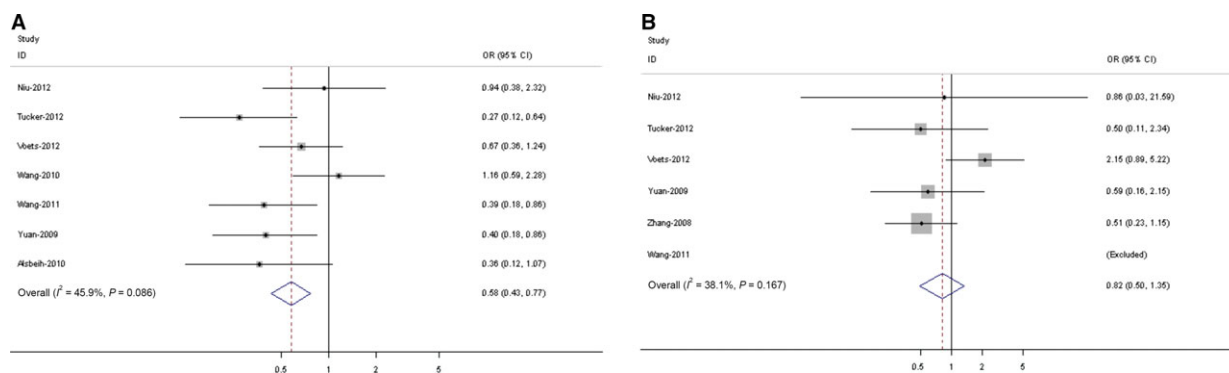 A
Study
ID OR (95% CI)
Niu-2012 0.94 (0.38, 2.32)
Tucker-2012 0.27 (0.12, 0.64)
Voets-2012 0.67 (0.36, 1.24)
Wang-2010 1.16 (0.59, 2.28)
Wang-2011 0.39 (0.18, 0.86)
Yuan-2009 0.40 (0.18, 0.86)
Alsbeih-2010 0.36 (0.12, 1.07)
Overall (I² = 45.9%, P = 0.086) 0.58 (0.43, 0.77)
0.5 1 2 5
B
Study
ID OR (95% CI)
Niu-2012 0.86 (0.03, 21.59)
Tucker-2012 0.50 (0.11, 2.34)
Voets-2012 2.15 (0.89, 5.22)
Yuan-2009 0.59 (0.16, 2.15)
Zhang-2008 0.51 (0.23, 1.15)
Wang-2011 (Excluded)
Overall (I² = 38.1%, P = 0.167) 0.82 (0.50, 1.35)
0.5 1 2 5